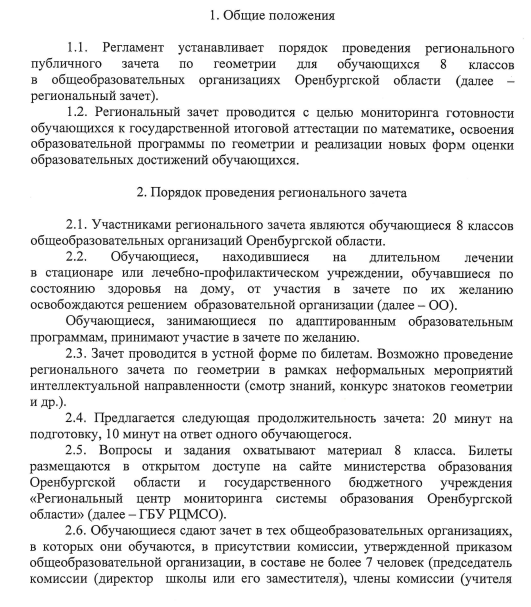 1. Общие положения
1.1. Регламент устанавливает порядок проведения регионального
публичного зачета по геометрии для обучающихся 8 классов
в общеобразовательных организациях Оренбургской области (далее –
региональный зачет).
1.2. Региональный зачет проводится с целью мониторинга готовности
обучающихся к государственной итоговой аттестации по математике, освоения
образовательной программы по геометрии и реализации новых форм оценки
образовательных достижений обучающихся.
2. Порядок проведения регионального зачета
2.1. Участниками регионального зачета являются обучающиеся 8 классов
общеобразовательных организаций Оренбургской области.
2.2. Обучающиеся, находившиеся на длительном лечении
в стационаре или лечебно-профилактическом учреждении, обучавшиеся по
состоянию здоровья на дому, от участия в зачете по их желанию
освобождаются решением образовательной организации (далее – ОО).
Обучающиеся, занимающиеся по адаптированным образовательным
программам, принимают участие в зачете по желанию.
2.3. Зачет проводится в устной форме по билетам. Возможно проведение
регионального зачета по геометрии в рамках неформальных мероприятий
интеллектуальной направленности (смотр знаний, конкурс знатоков геометрии
и др.).
2.4. Предлагается следующая продолжительность зачета: 20 минут на
подготовку, 10 минут на ответ одного обучающегося.
2.5. Вопросы и задания охватывают материал 8 класса. Билеты
размещаются в открытом доступе на сайте министерства образования
Оренбургской области и государственного бюджетного учреждения
«Региональный центр мониторинга системы образования Оренбургской
области» (далее – ГБУ РЦМСО).
2.6. Обучающиеся сдают зачет в тех общеобразовательных организациях,
в которых они обучаются, в присутствии комиссии, утвержденной приказом
общеобразовательной организации, в составе не более 7 человек (председатель
комиссии (директор школы или его заместитель), члены комиссии (учителя